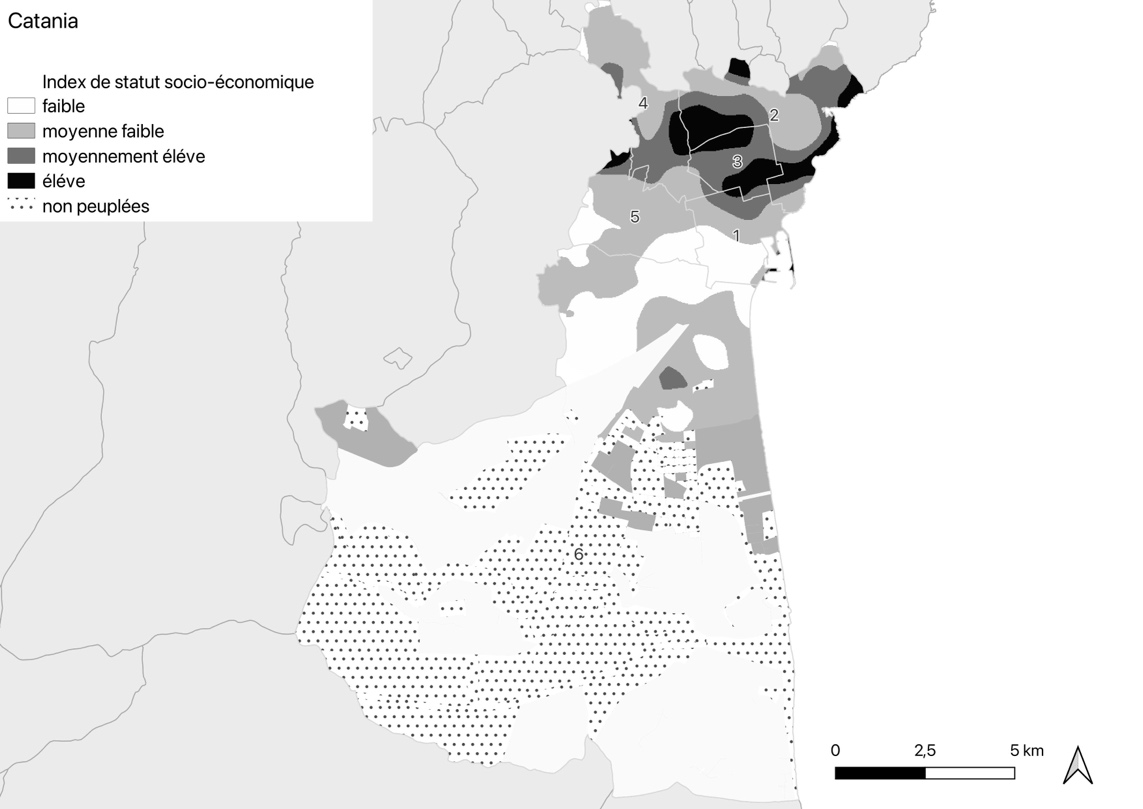 Catania
Index de statut socio-économique
faible
moyenne faible
moyennement éléve
éléve
non peuplées
4
2
3
5
1
6
0 2,5 5 km